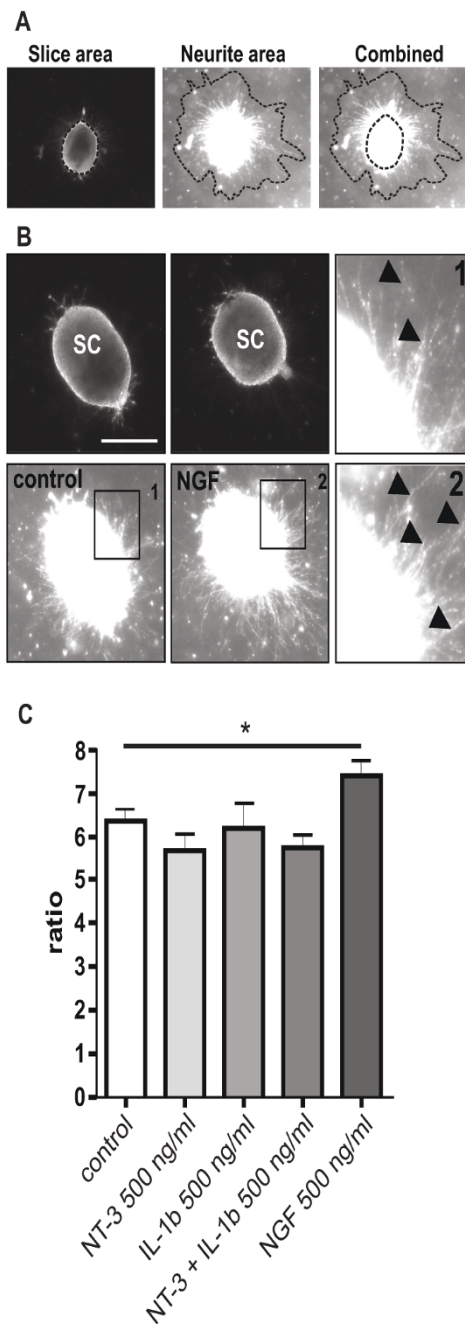 A
Slice area Neurite area Combined
B
SC SC 1
control 1 NGF 2 2
C
*
8
7
6
5
4
3
2
1
0
ratio
control
NT-3 500 ng/ml
IL-1b 500 ng/ml
NT-3 + IL-1b 500 ng/ml
NGF 500 ng/ml